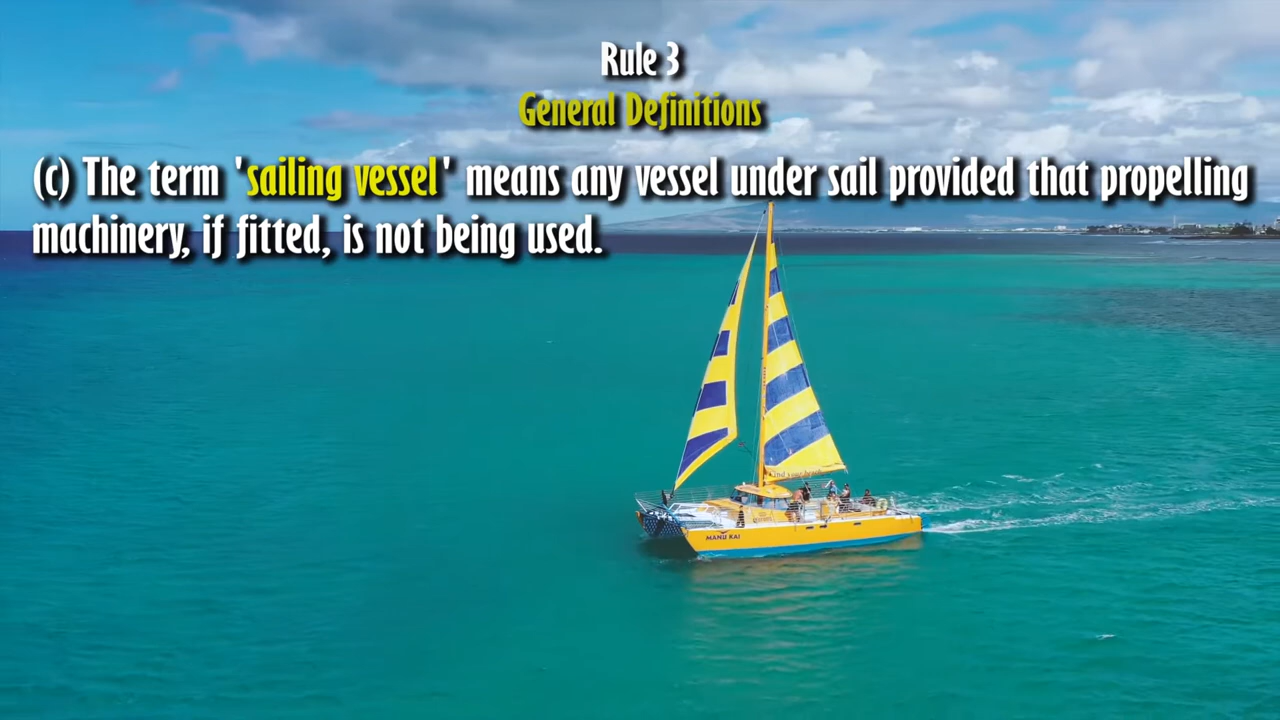 Rule 3
General Definitions
(c) The term 'sailing vessel' means any vessel under sail provided that propelling
machinery, if fitted, is not being used.
MANU KAI